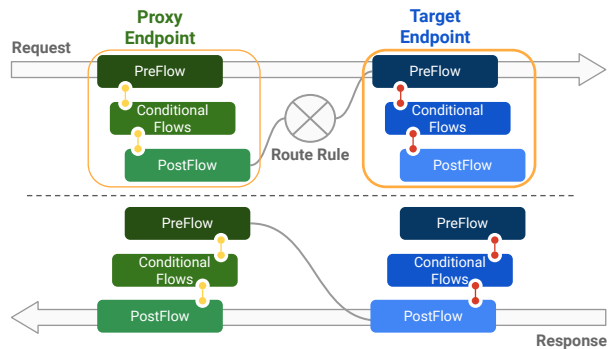 Proxy
Endpoint
Target
Endpoint
Request
PreFlow
PreFlow
Conditional
Flows
Conditional
Flows
Route Rule
PostFlow
PostFlow
PreFlow
PreFlow
Conditional
Flows
Conditional
Flows
PostFlow
PostFlow
Response